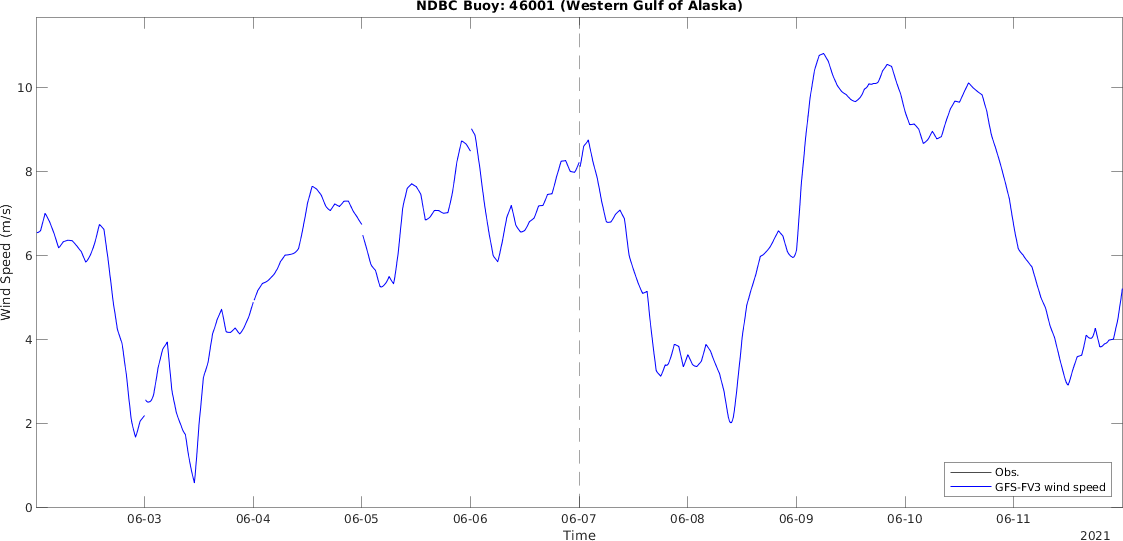 NDBC Buoy: 46001 (Western Gulf of Alaska)
10
8
6
4
2
0
Wind Speed (m/s)
Obs.
GFS-FV3 wind speed
06-03 06-04 06-05 06-06 06-07 06-08 06-09 06-10 06-11
Time
2021